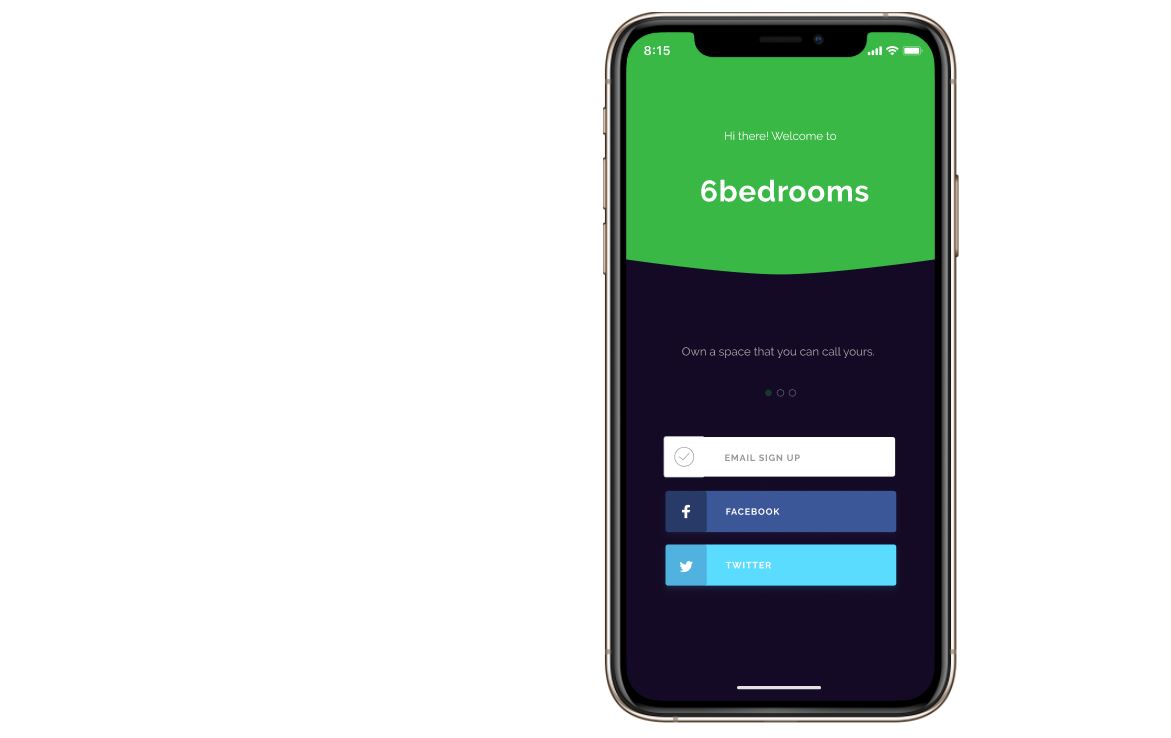 8:15
Hi there! Welcome to
6bedrooms
Own a space that you can call yours.
EMAIL SIGN UP
FACEBOOK
TWITTER